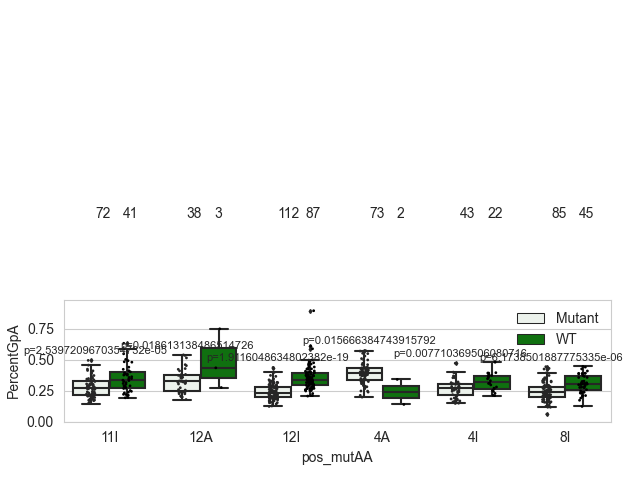 72 41 38 3 112 87 73 2 43 22 85 45
PercentGpA
0.75
0.50
0.25
0.00
Mutant
WT
p=0.015666384743915792
p=0.007710369506080716
11I 12A 12I 4A 4I 8I
pos_mutAA